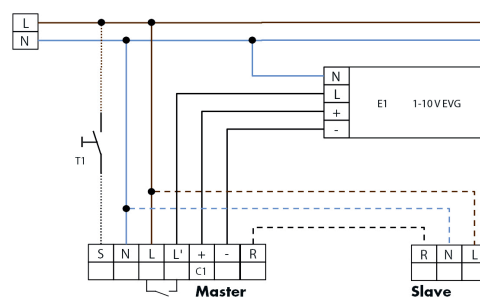 L
N
N
L
E1 1-10 V EVG
+
-
T1
S N L L' + - R
R N L
C1
Master
Slave